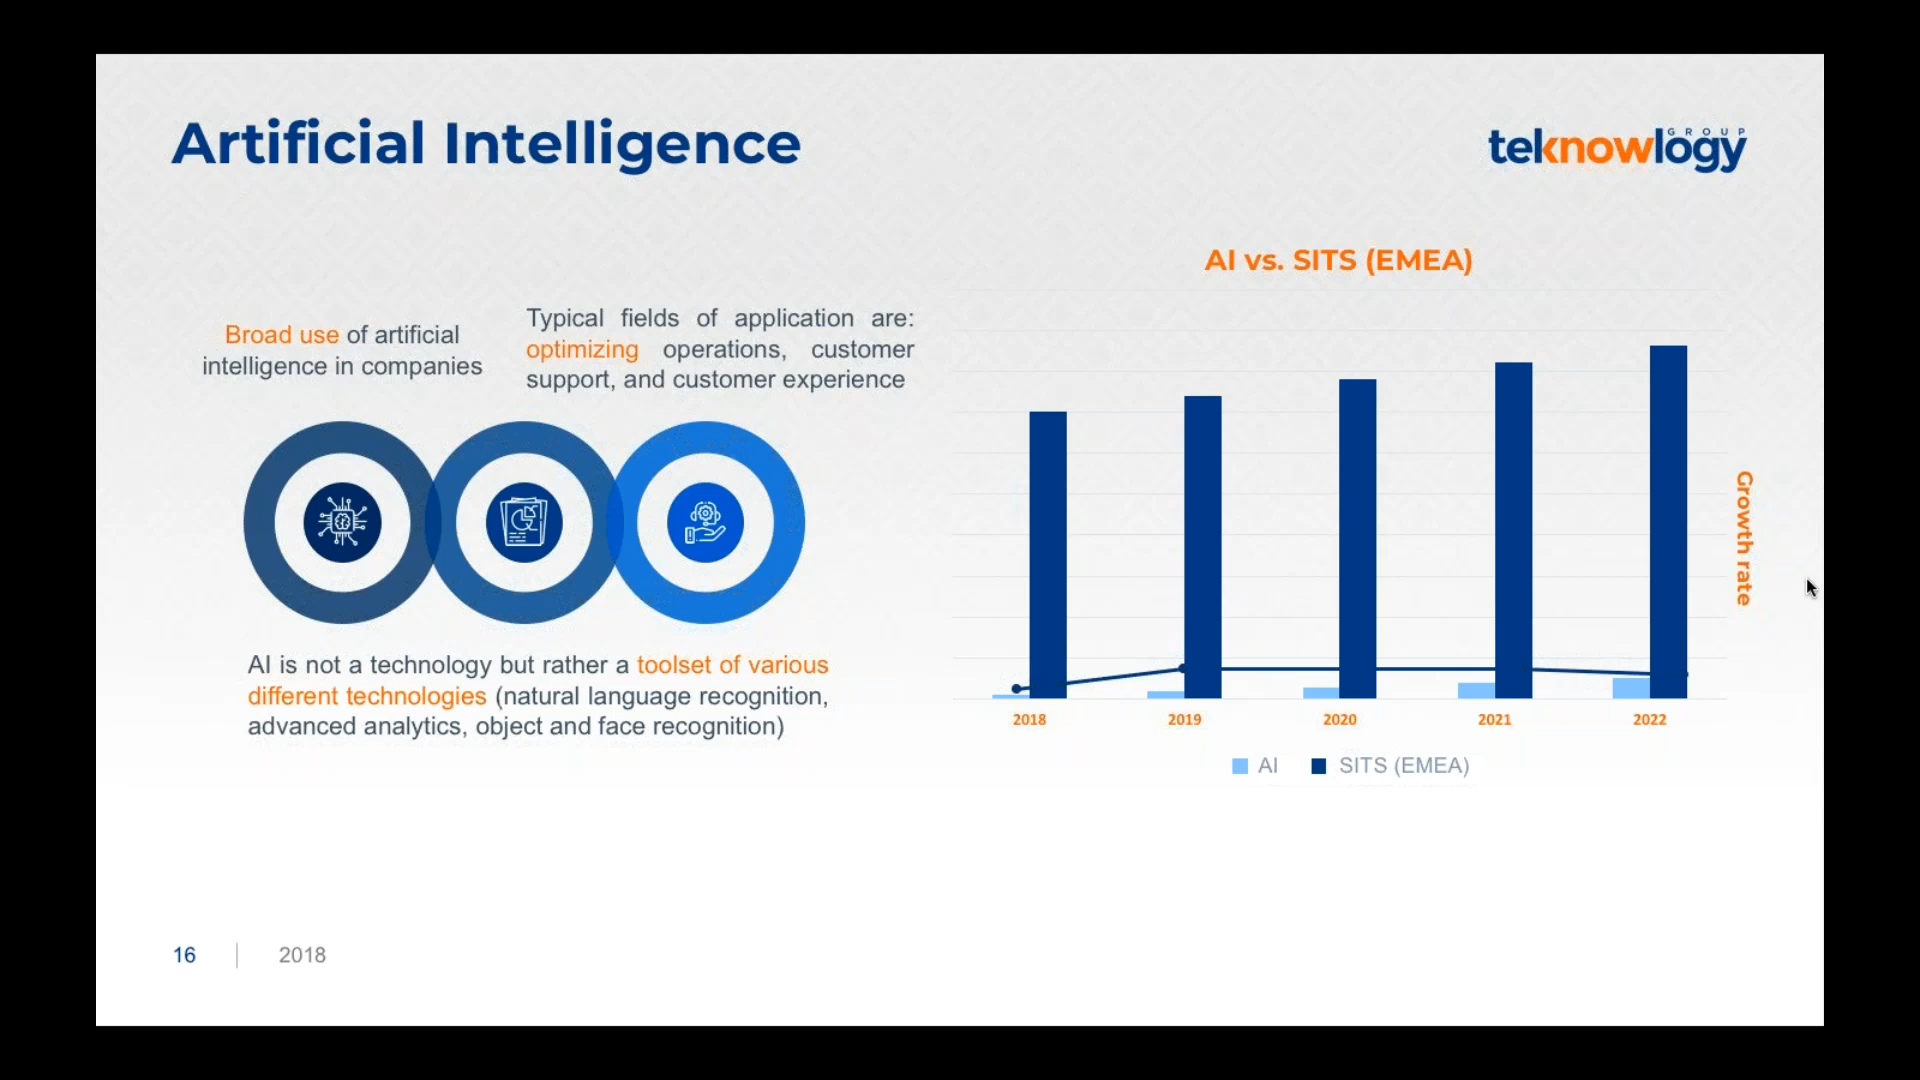 Artificial Intelligence
GROUP
teknowlogy
Broad use of artificial
intelligence in companies
Typical fields of application are:
optimizing operations, customer
support, and customer experience
AI is not a technology but rather a toolset of various
different technologies (natural language recognition,
advanced analytics, object and face recognition)
AI vs. SITS (EMEA)
Growth rate
2018 2019 2020 2021 2022
AI SITS (EMEA)
16 2018